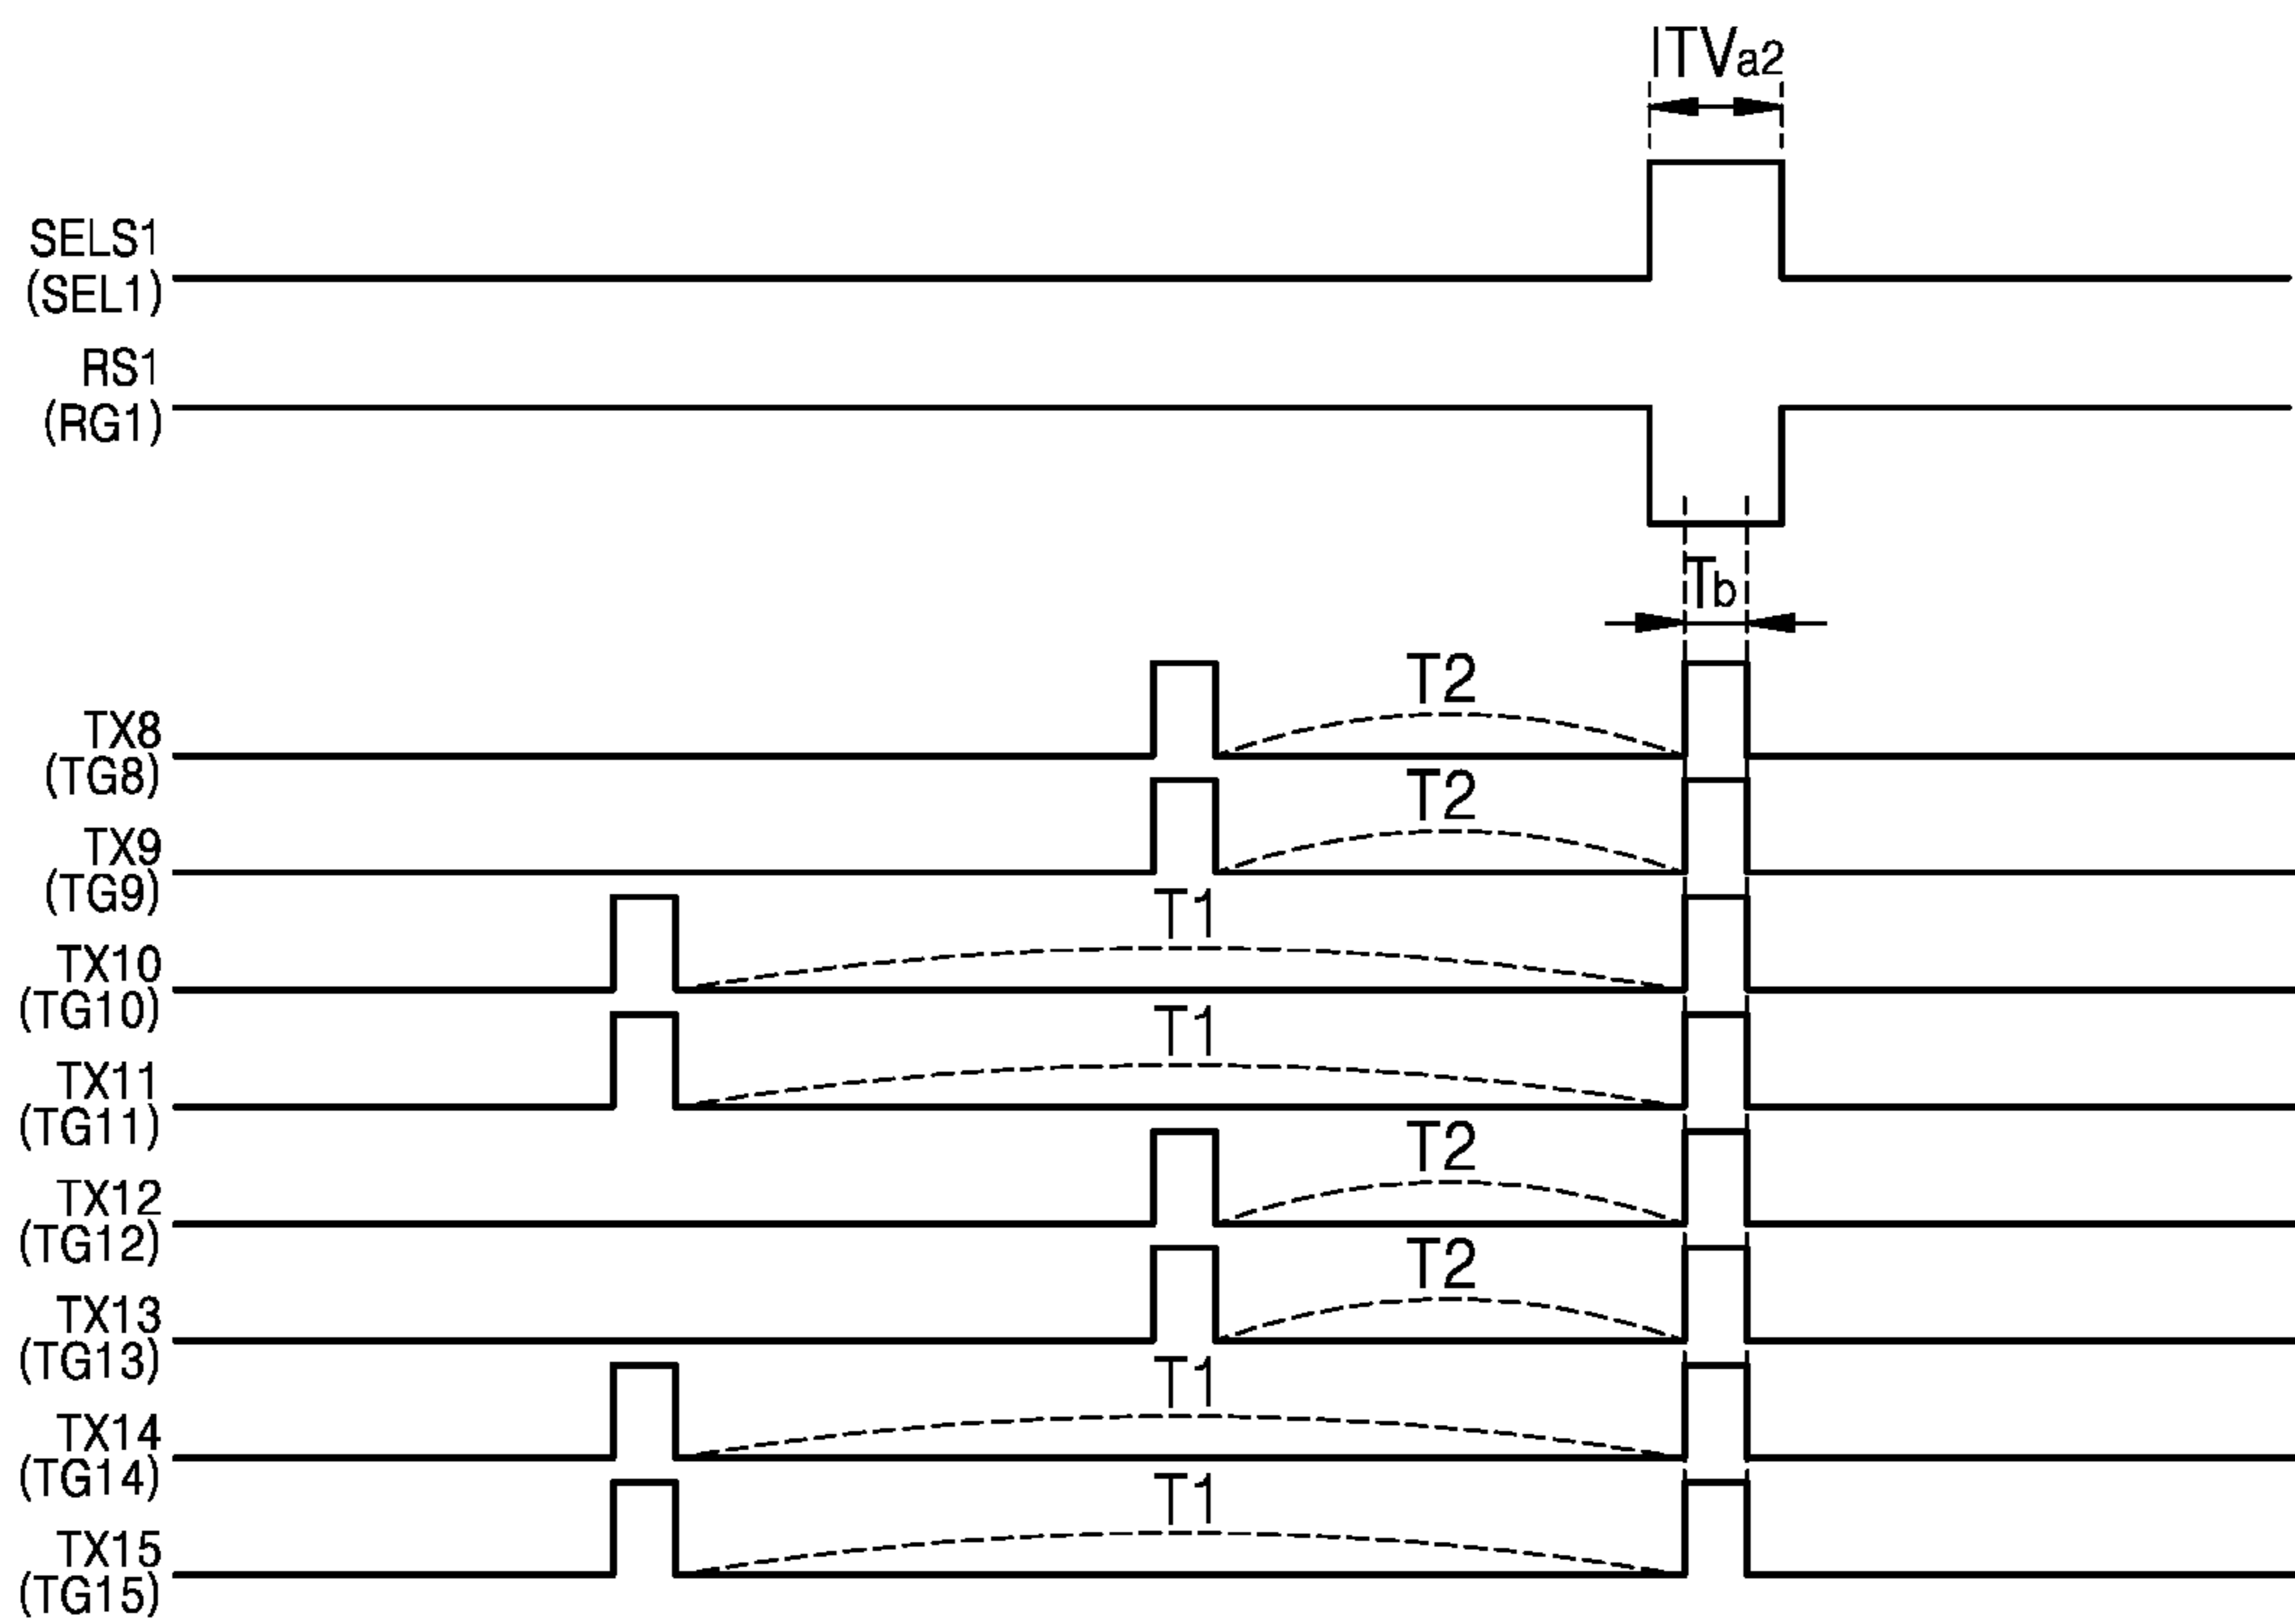 ITVa2
SELS1
(SEL1)
RS1
(RG1)
Tb
T2
TX8
(TG8)
T2
TX9
(TG9)
T1
TX10
(TG10)
T1
TX11
(TG11)
T2
TX12
(TG12)
T2
TX13
(TG13)
T1
TX14
(TG14)
T1
TX15
(TG15)